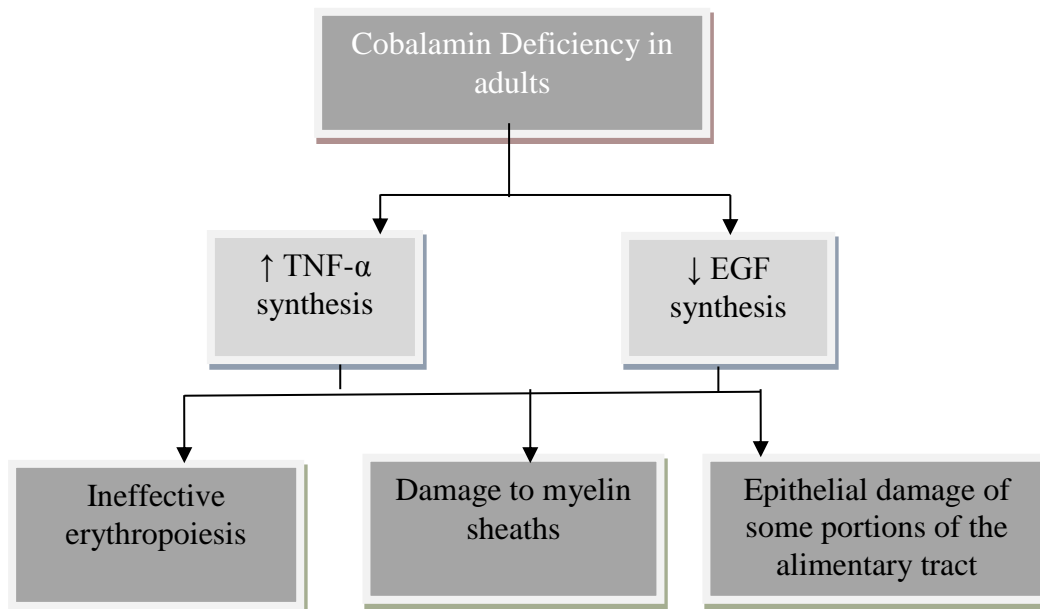 Cobalamin Deficiency in
adults
↑ TNF-α
synthesis
↓ EGF
synthesis
Ineffective
erythropoiesis
Damage to myelin
sheaths
Epithelial damage of
some portions of the
alimentary tract